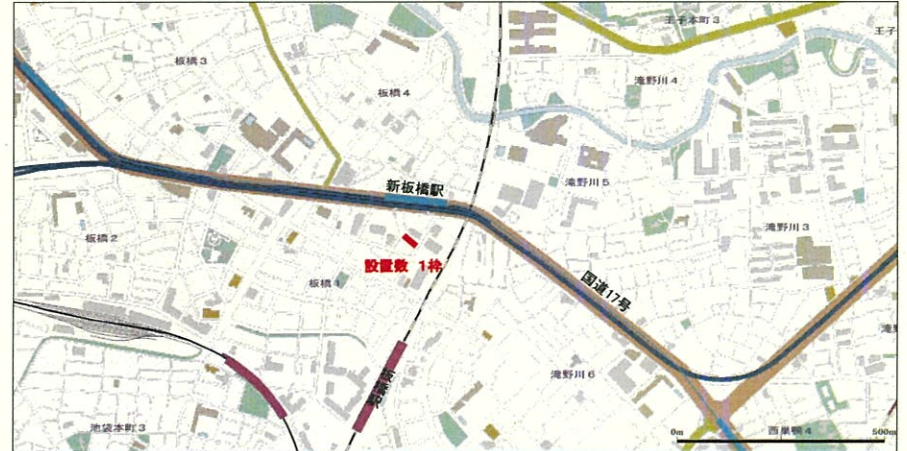 王子本町3
王子
板橋3
滝野川4
板橋4
新板橋駅
滝野川5
滝野川3
板橋2
設置数 1枠
板橋1
国道17号
滝野川6
板橋駅
池袋本町3
西巣鴨4
0m
500m